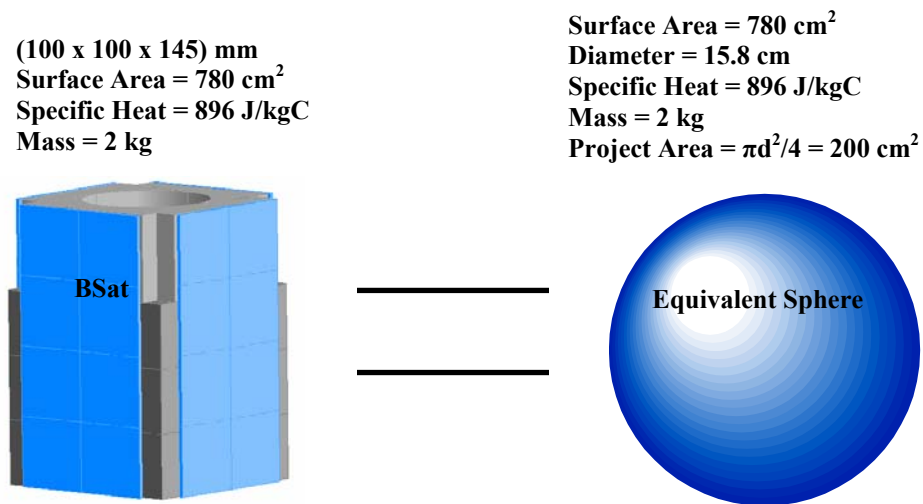 (100 x 100 x 145) mm
Surface Area = 780 cm²
Specific Heat = 896 J/kgC
Mass = 2 kg
Surface Area = 780 cm²
Diameter = 15.8 cm
Specific Heat = 896 J/kgC
Mass = 2 kg
Project Area = πd²/4 = 200 cm²
BSat
Equivalent Sphere